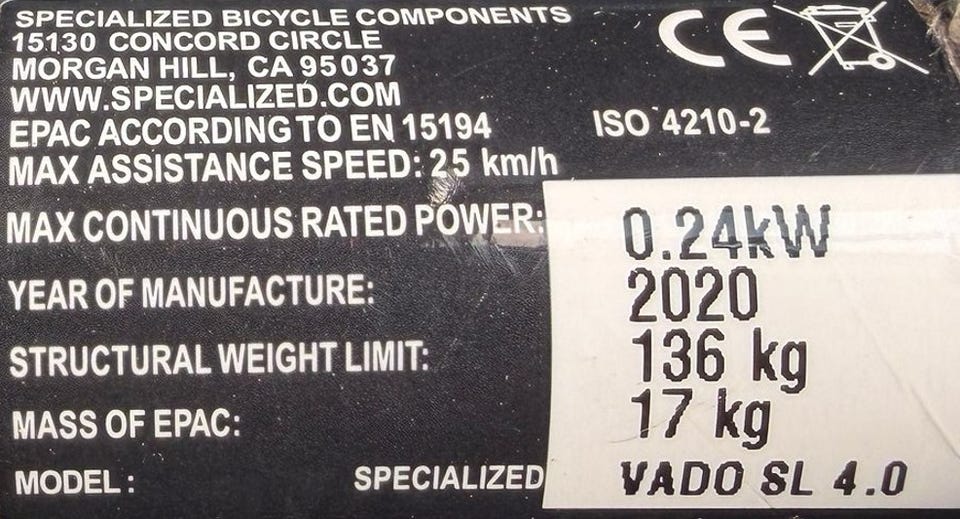 SPECIALIZED BICYCLE COMPONENTS
15130 CONCORD CIRCLE
MORGAN HILL, CA 95037
WWW.SPECIALIZED.COM
EPAC ACCORDING TO EN 15194 ISO 4210-2
MAX ASSISTANCE SPEED: 25 km/h
MAX CONTINUOUS RATED POWER: 0.24kW
YEAR OF MANUFACTURE: 2020
STRUCTURAL WEIGHT LIMIT: 136 kg
MASS OF EPAC: 17 kg
MODEL : SPECIALIZED VADO SL 4.0
CE